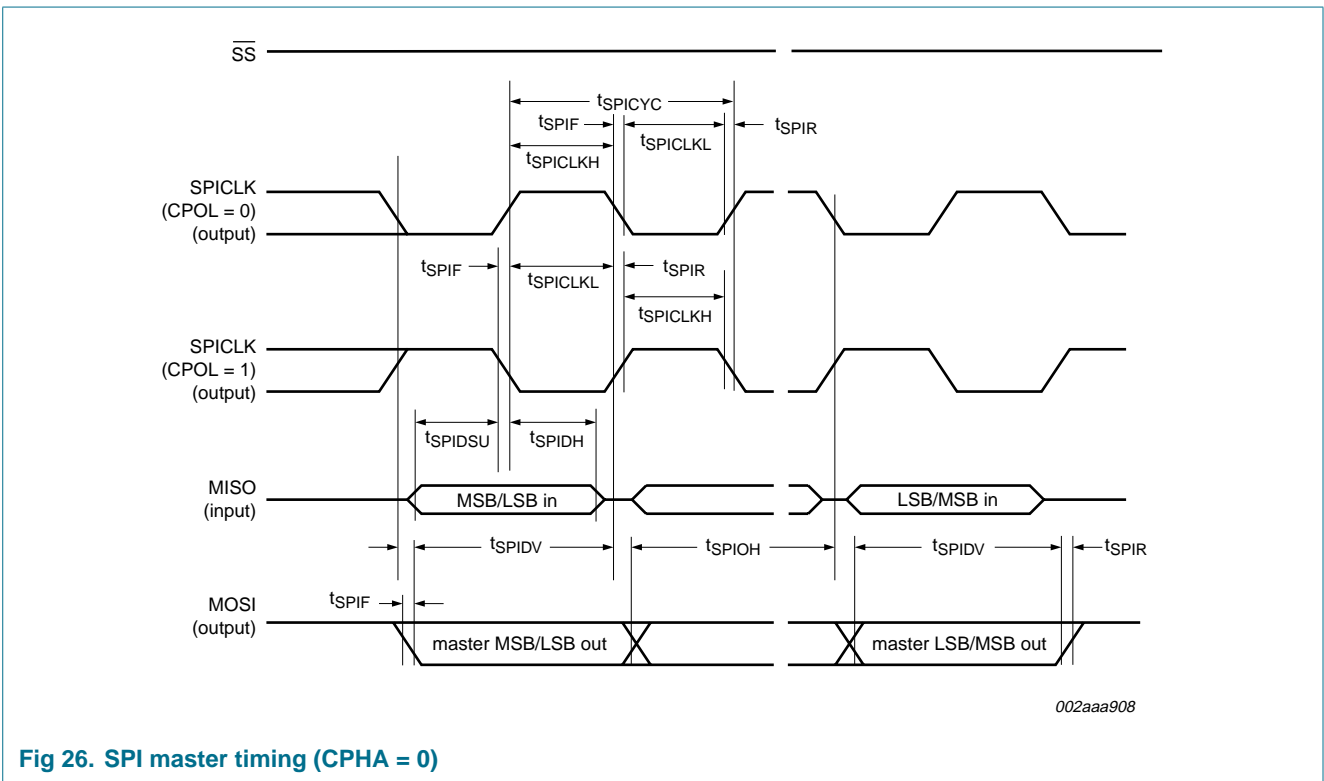 SS
tSPICYC
tSPIF
tSPICLKL
tSPIR
tSPICLKH
SPICLK
(CPOL = 0)
(output)
tSPIF
tSPICLKL
tSPIR
tSPICLKH
SPICLK
(CPOL = 1)
(output)
tSPIDSU
tSPIDH
MISO
(input)
MSB/LSB in
LSB/MSB in
tSPIDV
tSPIOH
tSPIDV
tSPIR
tSPIF
MOSI
(output)
master MSB/LSB out
master LSB/MSB out
002aaa908
Fig 26. SPI master timing (CPHA = 0)